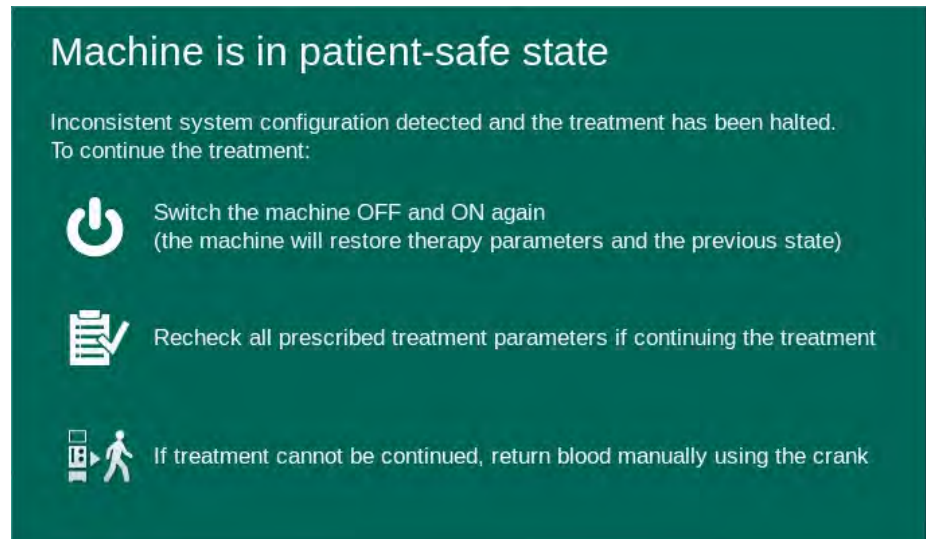 Machine is in patient-safe state
Inconsistent system configuration detected and the treatment has been halted.
To continue the treatment:
Switch the machine OFF and ON again
(the machine will restore therapy parameters and the previous state)
Recheck all prescribed treatment parameters if continuing the treatment
If treatment cannot be continued, return blood manually using the crank